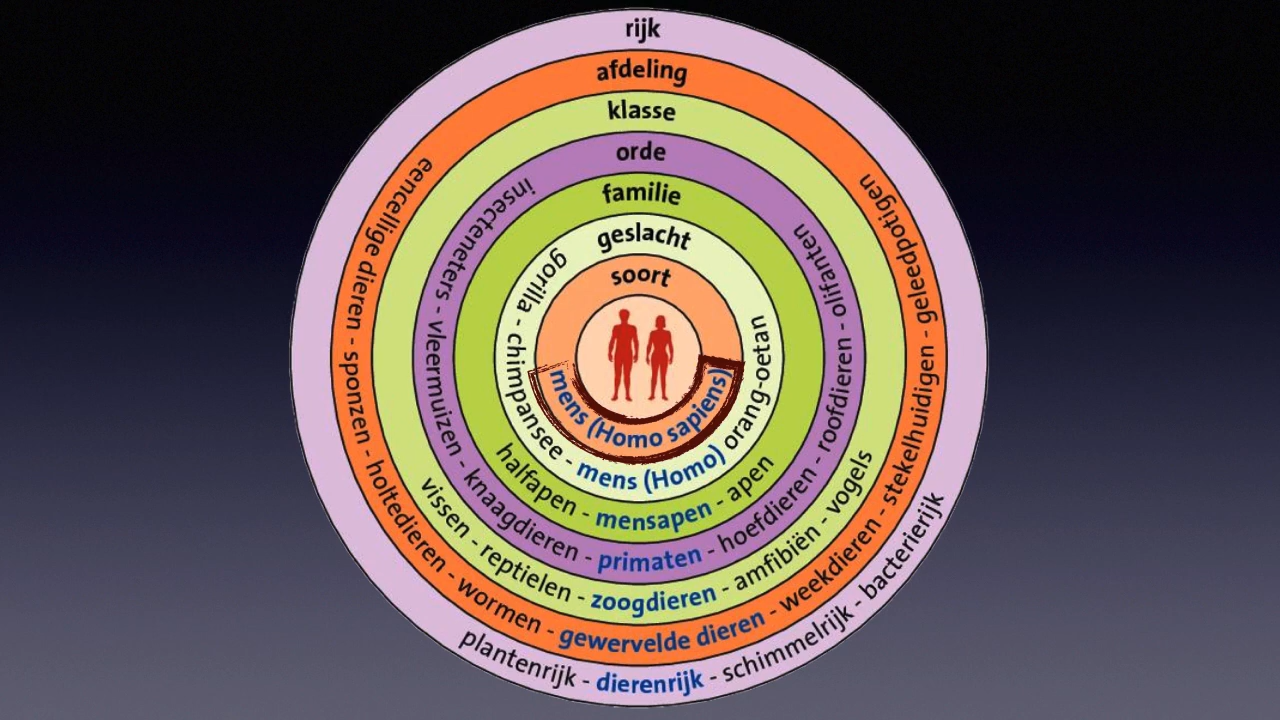 rijk
afdeling
klasse
orde
familie
geslacht
soort
mens (Homo sapiens)
gorilla - chimpansee - mens (Homo) orang-oetan
halfapen - mensapen - apen
insecteneters - vleermuizen - knaagdieren - primaten - hoefdieren - roofdieren - olifanten
vissen - reptielen - zoogdieren - amfibiën - vogels
eencellige dieren - sponzen - holtedieren - wormen - gewervelde dieren - weekdieren - stekelhuidigen - geleedpotigen
plantenrijk - dierenrijk - schimmelrijk - bacterierijk